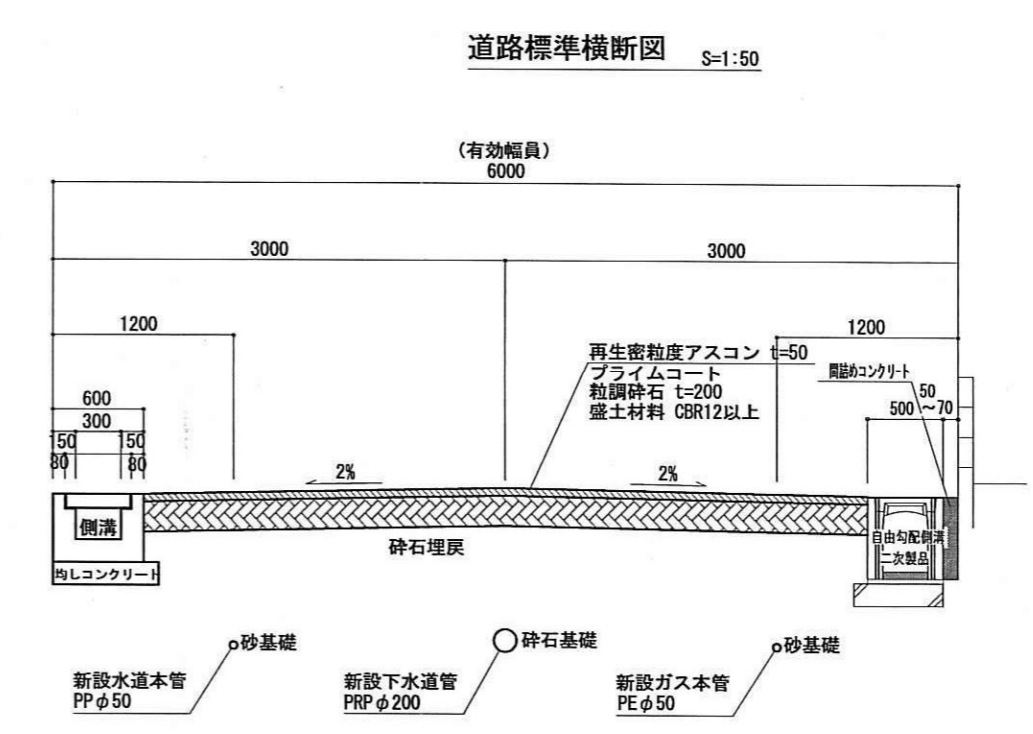 道路標準横断図 S=1:50
(有効幅員)
6000
3000 3000
1200 1200
再生密粒度アスコン t=50
プライムコート
粒調砕石 t=200
盛土材料 CBR12以上
間詰めコンクリート
600
300
150 150
80 80
50
500 ～70
2% 2%
側溝
均しコンクリート
砕石埋戻
自由勾配側溝
二次製品
砂基礎 砕石基礎 砂基礎
新設水道本管
PPφ50
新設下水道管
PRPφ200
新設ガス本管
PEφ50